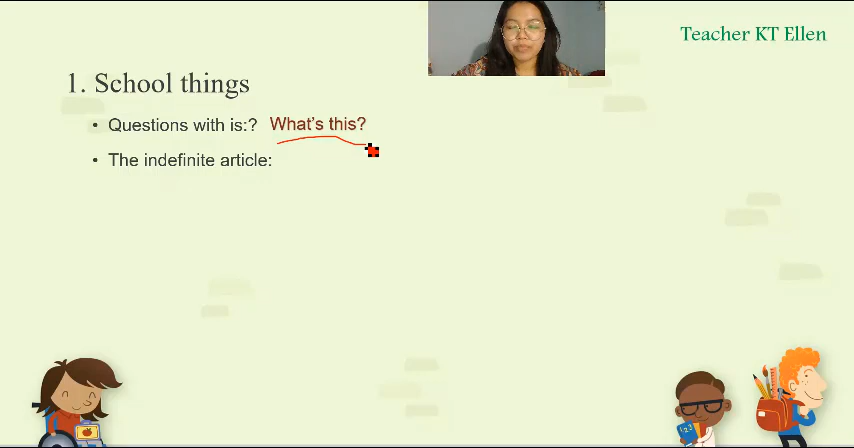 Teacher KT Ellen
1. School things
• Questions with is:? What's this?
• The indefinite article: